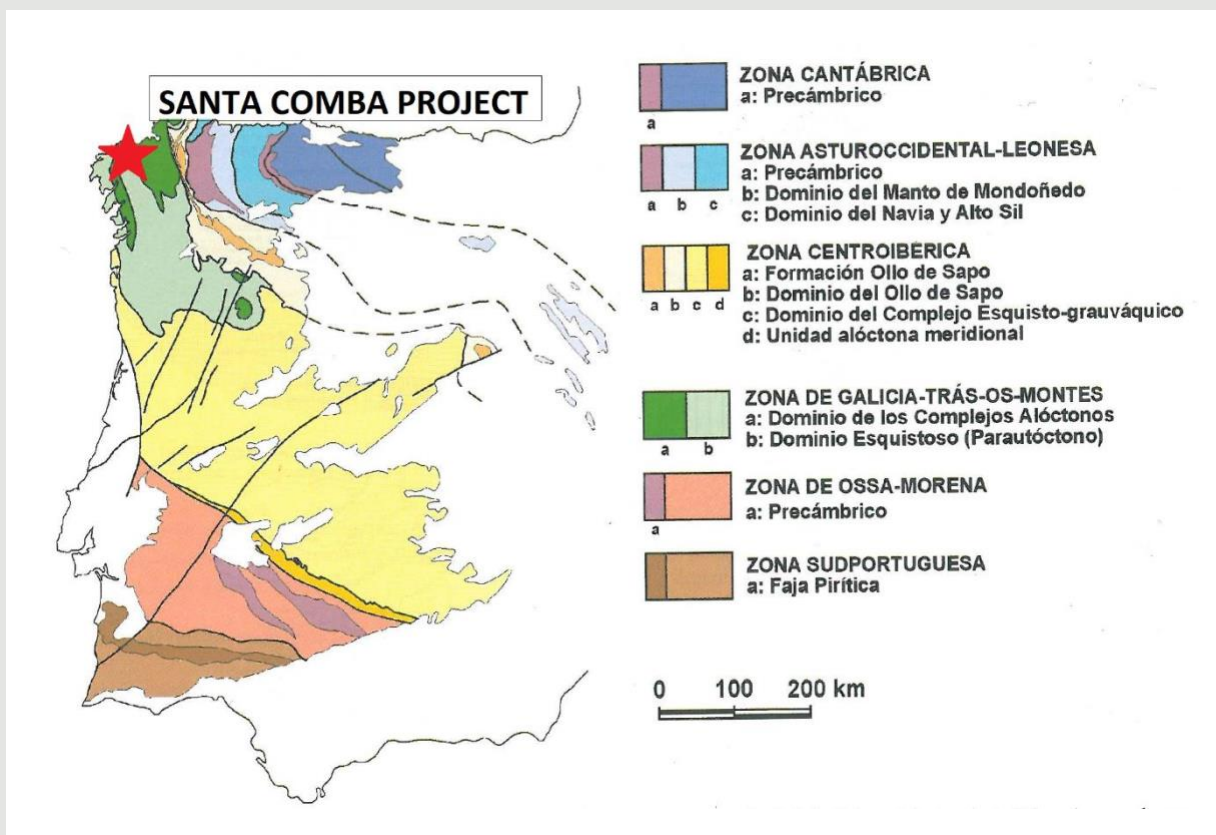 SANTA COMBA PROJECT
ZONA CANTÁBRICA
a: Precámbrico
a
ZONA ASTUROCCIDENTAL-LEONESA
a: Precámbrico
b: Dominio del Manto de Mondoñedo
c: Dominio del Navia y Alto Sil
a b c
ZONA CENTROIBÉRICA
a: Formación Ollo de Sapo
b: Dominio del Ollo de Sapo
c: Dominio del Complejo Esquisto-grauváquico
d: Unidad alóctona meridional
a b c d
ZONA DE GALICIA-TRÁS-OS-MONTES
a: Dominio de los Complejos Alóctonos
b: Dominio Esquistoso (Parautóctono)
a b
ZONA DE OSSA-MORENA
a: Precámbrico
a
ZONA SUDPORTUGUESA
a: Faja Pirítica
0 100 200 km